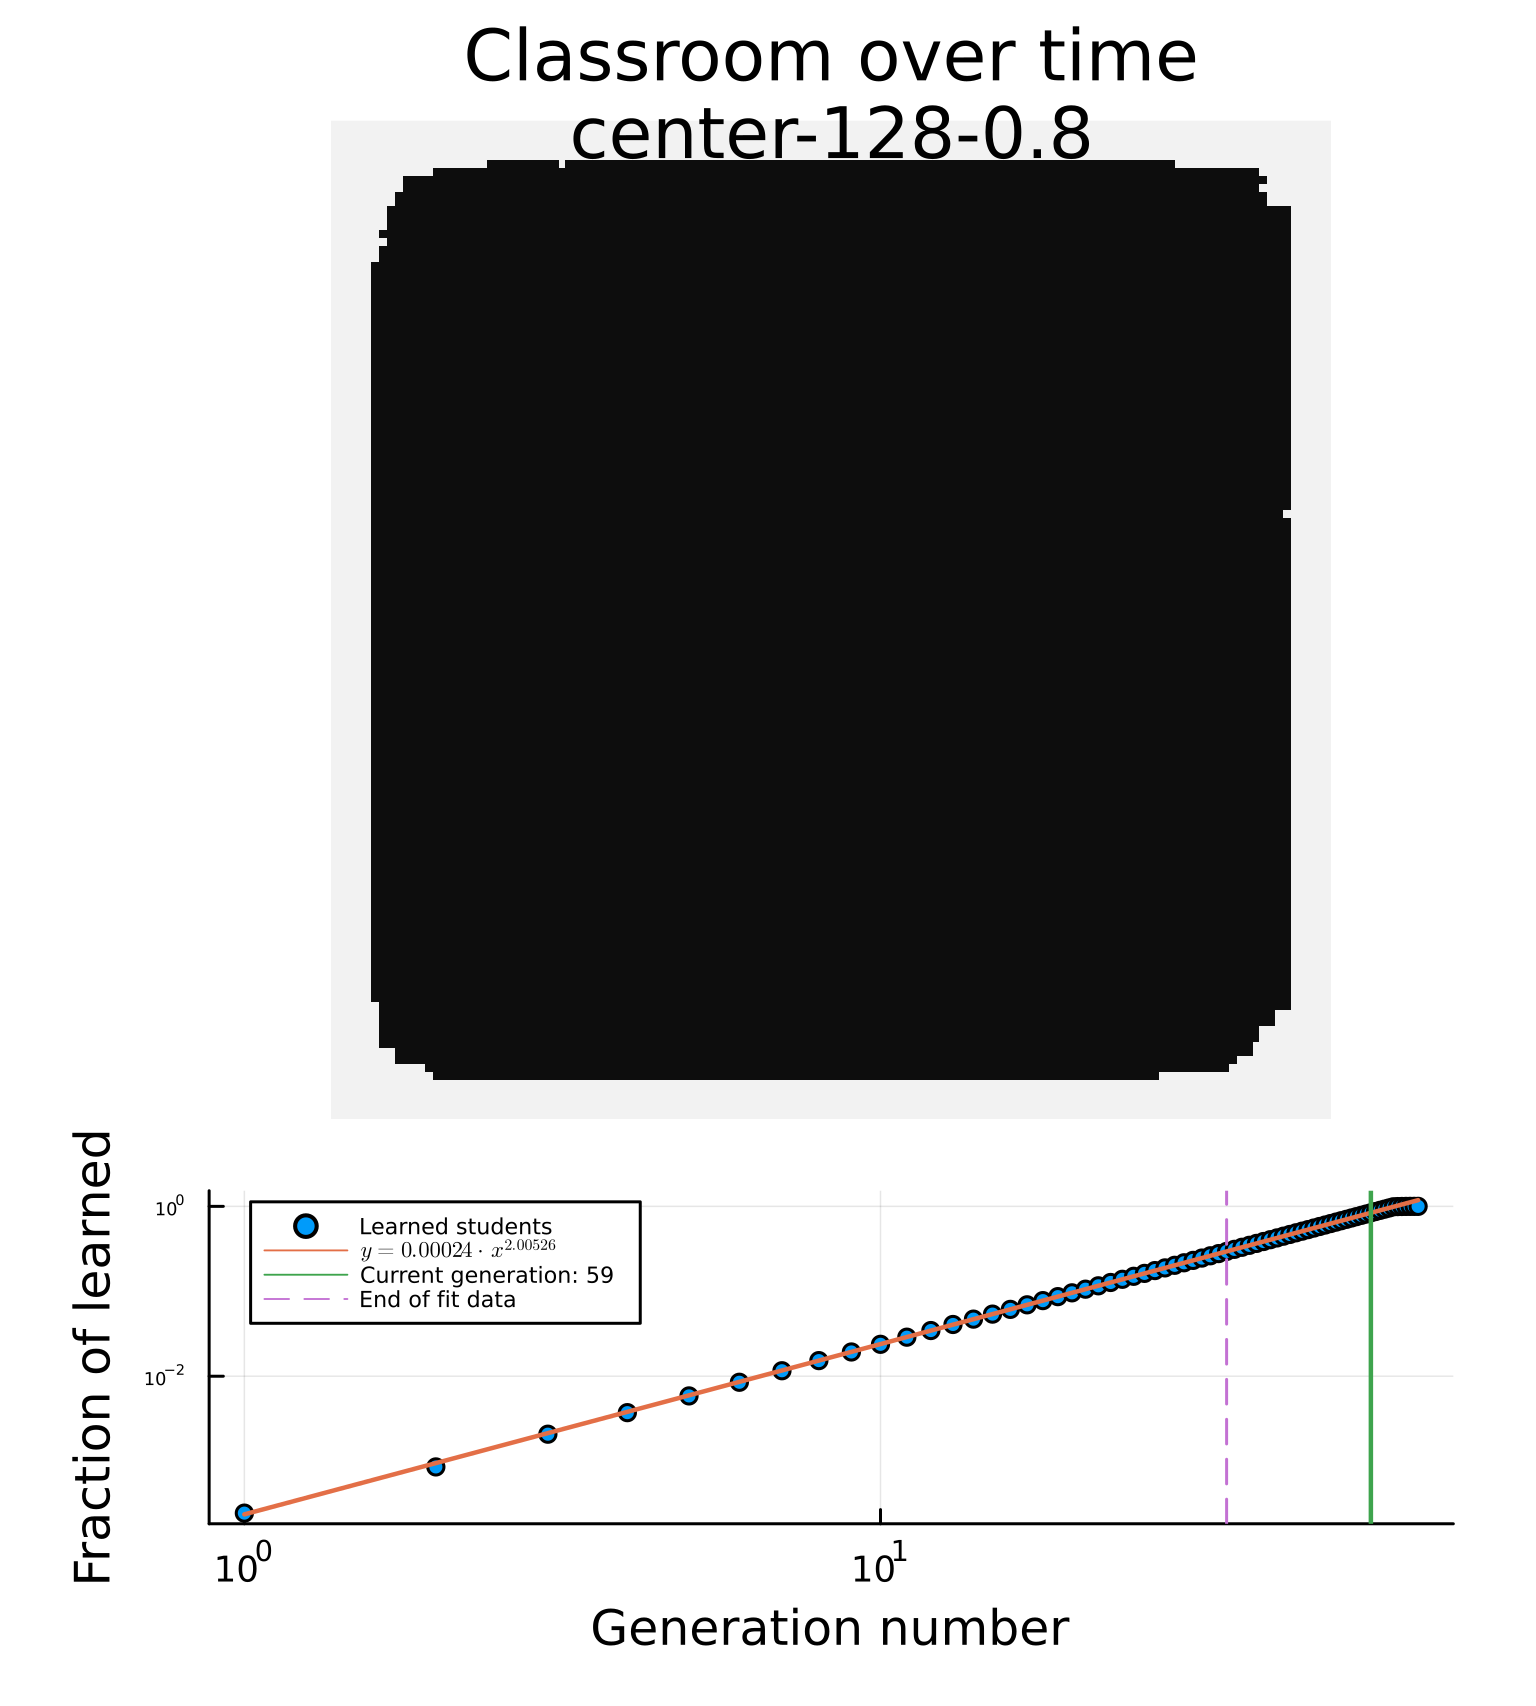 Classroom over time
center-128-0.8
Fraction of learned
10^0
10^−2
Learned students
y = 0.00024 · x^2.00526
Current generation: 59
End of fit data
10^0
10^1
Generation number